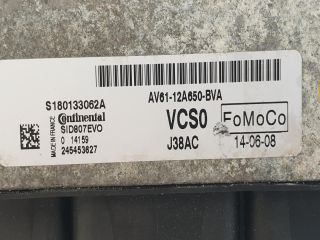 S180133062A
Continental
SID807EVO
0 14159
245453627
MADE IN FRANCE
AV61-12A650-BVA
VCS0
FoMoCo
J38AC
14-06-08